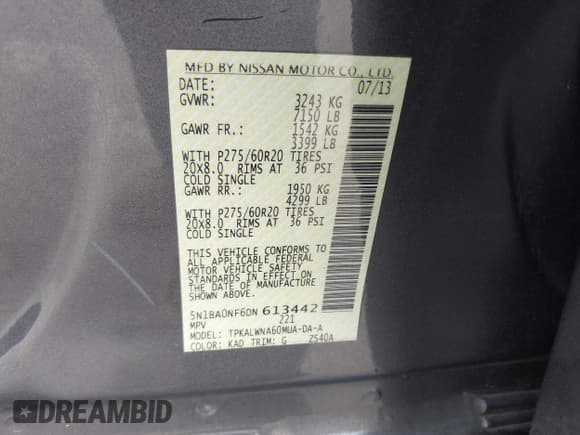 MFD BY NISSAN MOTOR CO., LTD.
DATE: 07/13
GVWR: 3243 KG
7150 LB
GAWR FR.: 1542 KG
3399 LB
WITH P275/60R20 TIRES
20X8.0 RIMS AT 36 PSI
COLD SINGLE
GAWR RR.: 1950 KG
4299 LB
WITH P275/60R20 TIRES
20X8.0 RIMS AT 36 PSI
COLD SINGLE
THIS VEHICLE CONFORMS TO
ALL APPLICABLE FEDERAL
MOTOR VEHICLE SAFETY
STANDARDS IN EFFECT ON
THE DATE OF MANUFACTURE
SHOWN ABOVE.
5N1BA0NF6DN 613442
MPV 221
MODEL: TPKALWNA60MUA-DA-A
COLOR: KAD TRIM: G Z540A
DREAMBID